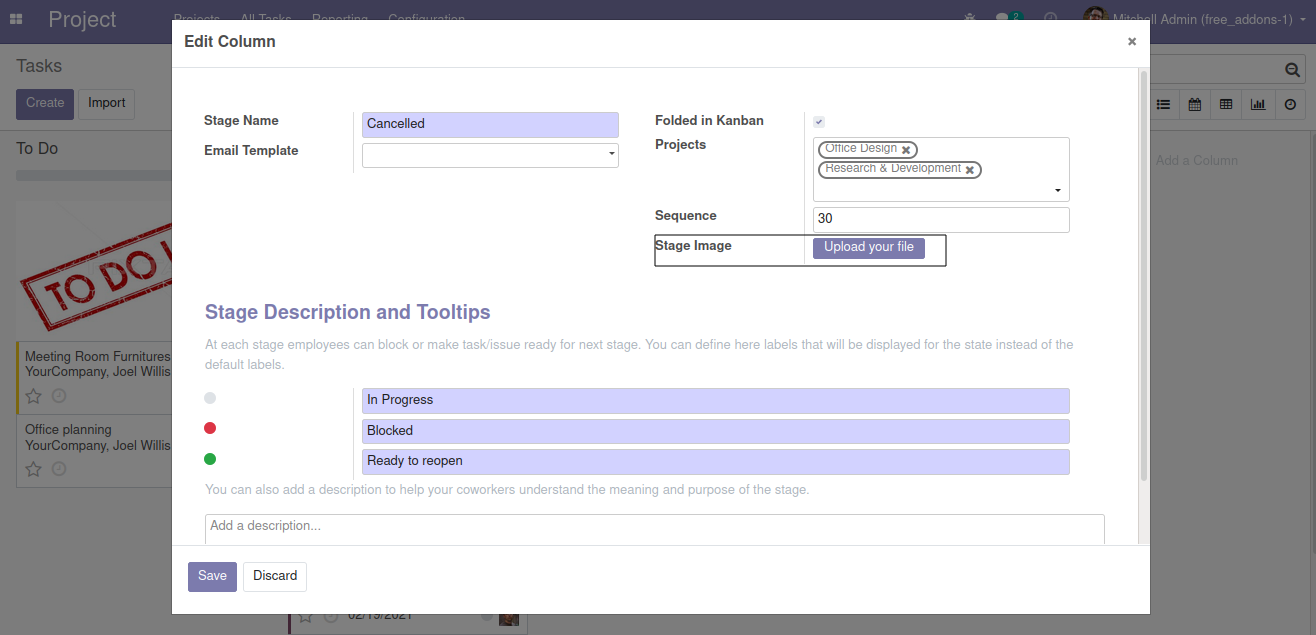 Project
Projects All Tasks Reporting Configuration
2
Mitchell Admin (free_addons-1)
Edit Column
×
Tasks
Create
Import
Stage Name
Cancelled
Email Template
Folded in Kanban
Projects
Office Design
Research & Development
Sequence
30
Stage Image
Upload your file
To Do
Add a Column
TO DO
Stage Description and Tooltips
At each stage employees can block or make task/issue ready for next stage. You can define here labels that will be displayed for the state instead of the
default labels.
In Progress
Blocked
Ready to reopen
You can also add a description to help your coworkers understand the meaning and purpose of the stage.
Add a description...
Meeting Room Furnitures
YourCompany, Joel Willis
Office planning
YourCompany, Joel Willis
Save
Discard
02/19/2021